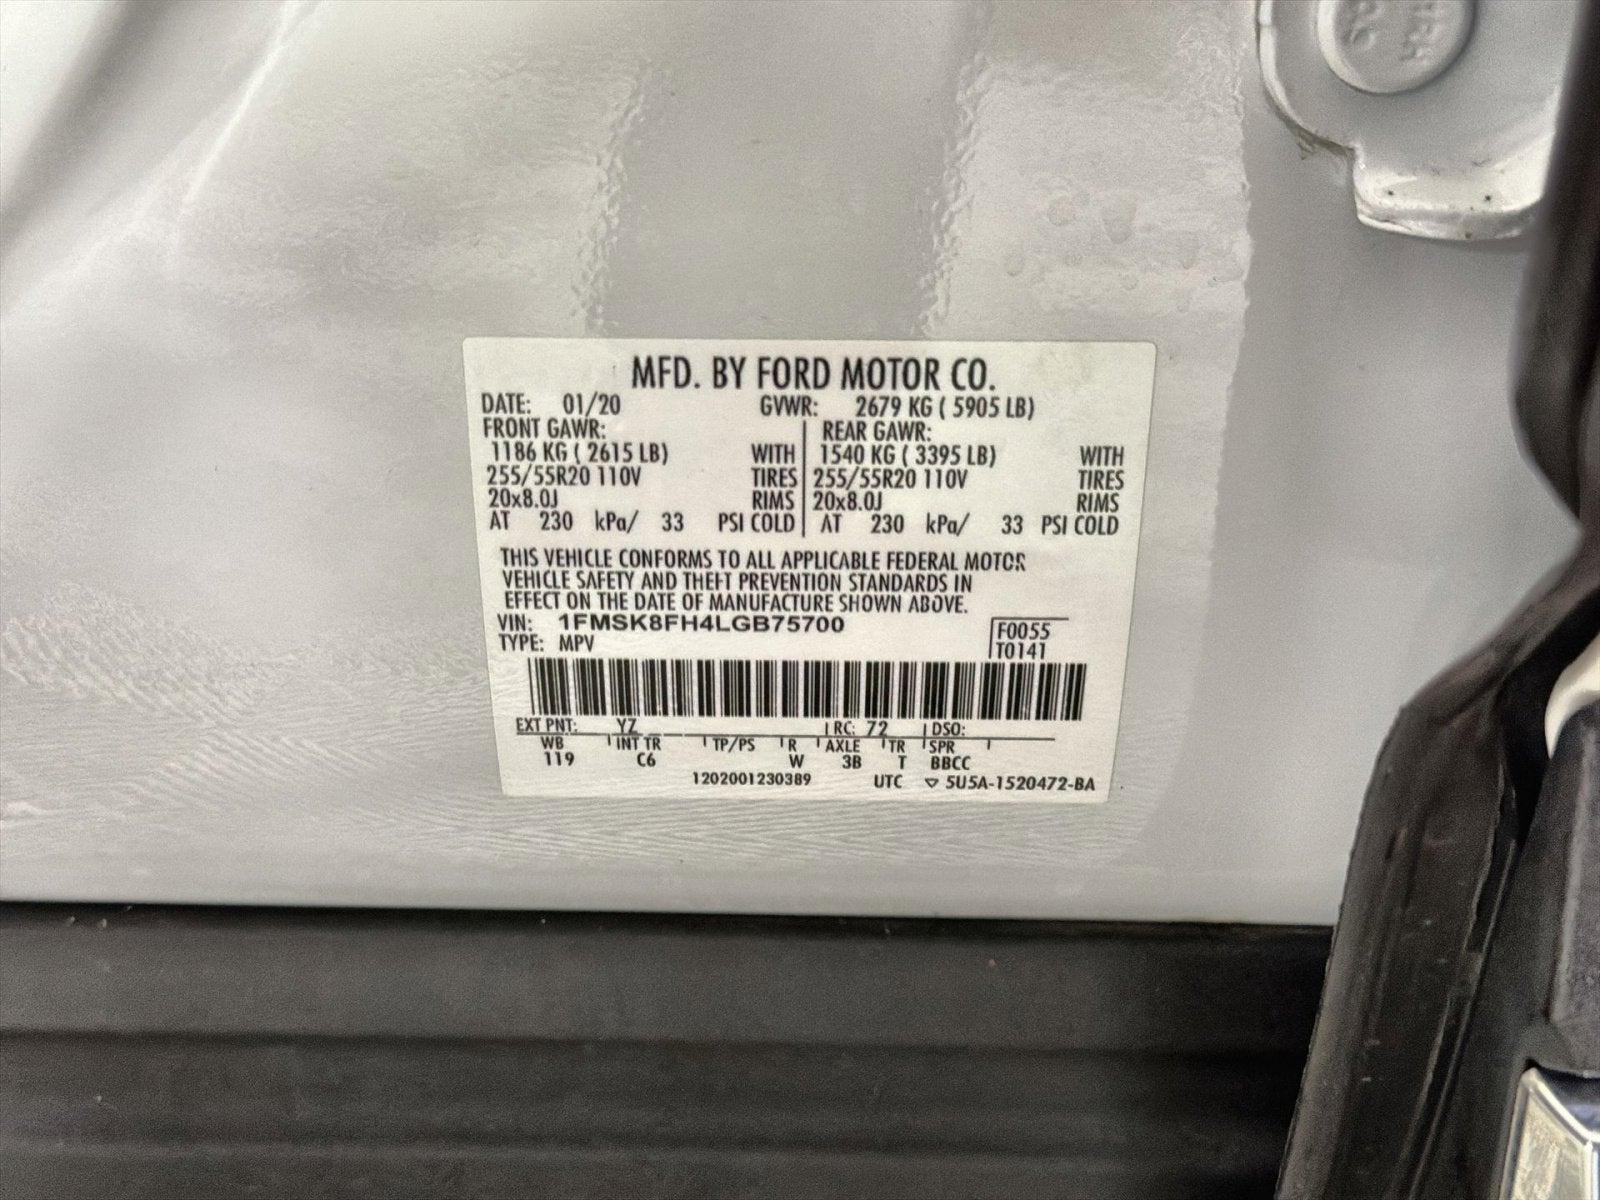 MFD. BY FORD MOTOR CO.
DATE: 01/20 GVWR: 2679 KG ( 5905 LB)
FRONT GAWR: REAR GAWR:
1186 KG ( 2615 LB) WITH 1540 KG ( 3395 LB) WITH
255/55R20 110V TIRES 255/55R20 110V TIRES
20x8.0J RIMS 20x8.0J RIMS
AT 230 kPa/ 33 PSI COLD AT 230 kPa/ 33 PSI COLD
THIS VEHICLE CONFORMS TO ALL APPLICABLE FEDERAL MOTOR
VEHICLE SAFETY AND THEFT PREVENTION STANDARDS IN
EFFECT ON THE DATE OF MANUFACTURE SHOWN ABOVE.
VIN: 1FMSK8FH4LGB75700 F0055
TYPE: MPV T0141
EXT PNT: YZ RC: 72 DSO:
WB INT TR TP/PS R AXLE TR SPR
119 C6 W 3B T BBCC
1202001230389 UTC ▽ 5U5A-1520472-BA